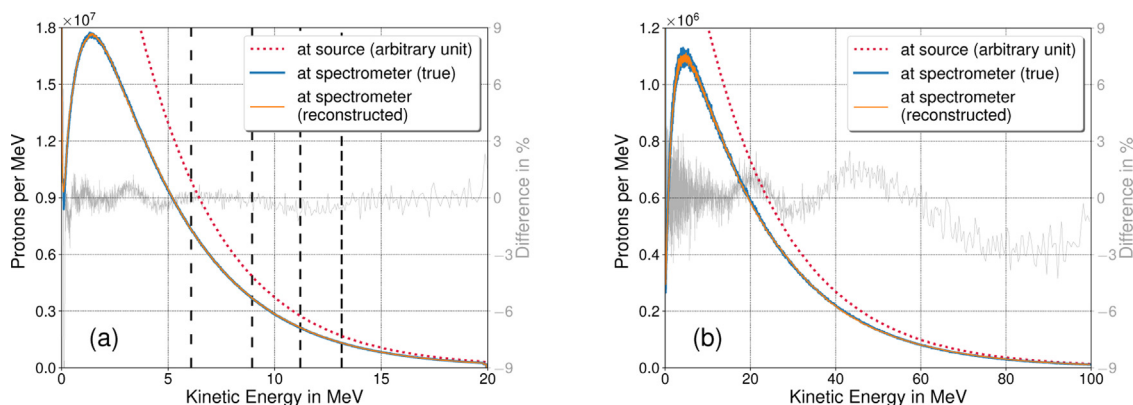 ×10⁷
1.8
1.5
1.2
0.9
0.6
0.3
0.0
Protons per MeV
at source (arbitrary unit)
at spectrometer (true)
at spectrometer
(reconstructed)
(a)
9
6
3
0
−3
−6
−9
Difference in %
0 5 10 15 20
Kinetic Energy in MeV
×10⁶
1.2
1.0
0.8
0.6
0.4
0.2
0.0
Protons per MeV
at source (arbitrary unit)
at spectrometer (true)
at spectrometer
(reconstructed)
(b)
9
6
3
0
−3
−6
−9
Difference in %
0 20 40 60 80 100
Kinetic Energy in MeV